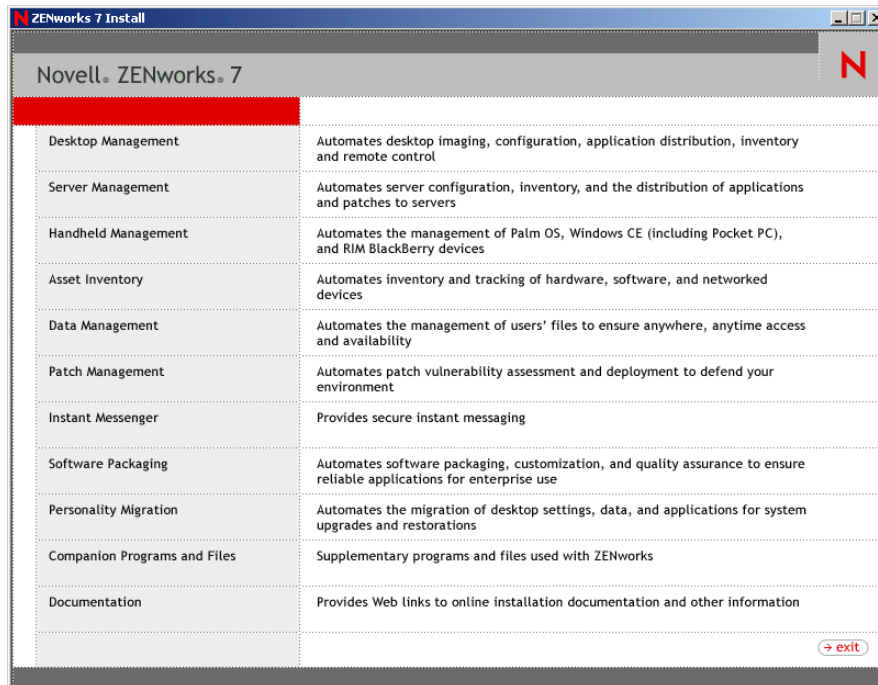 ZENworks 7 Install
Novell® ZENworks® 7
N
Desktop Management
Automates desktop imaging, configuration, application distribution, inventory
and remote control
Server Management
Automates server configuration, inventory, and the distribution of applications
and patches to servers
Handheld Management
Automates the management of Palm OS, Windows CE (including Pocket PC),
and RIM BlackBerry devices
Asset Inventory
Automates inventory and tracking of hardware, software, and networked
devices
Data Management
Automates the management of users’ files to ensure anywhere, anytime access
and availability
Patch Management
Automates patch vulnerability assessment and deployment to defend your
environment
Instant Messenger
Provides secure instant messaging
Software Packaging
Automates software packaging, customization, and quality assurance to ensure
reliable applications for enterprise use
Personality Migration
Automates the migration of desktop settings, data, and applications for system
upgrades and restorations
Companion Programs and Files
Supplementary programs and files used with ZENworks
Documentation
Provides Web links to online installation documentation and other information
exit